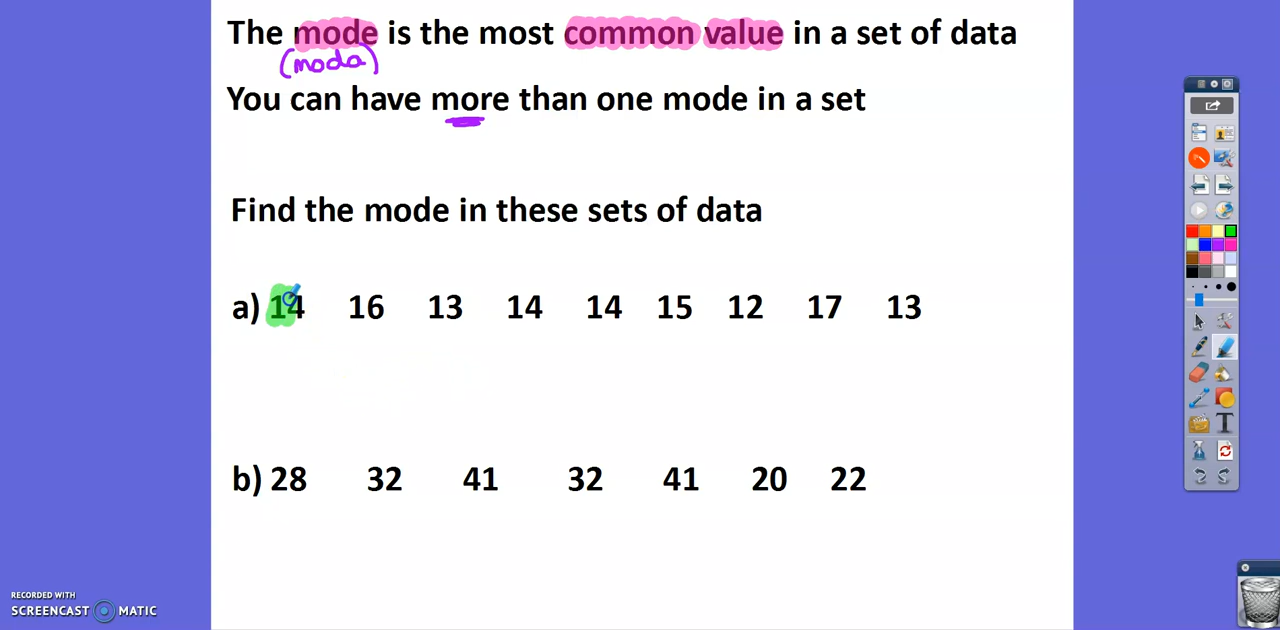 The mode is the most common value in a set of data
(moda)
You can have more than one mode in a set
Find the mode in these sets of data
a) 14 16 13 14 14 15 12 17 13
b) 28 32 41 32 41 20 22
RECORDED WITH
SCREENCAST MATIC